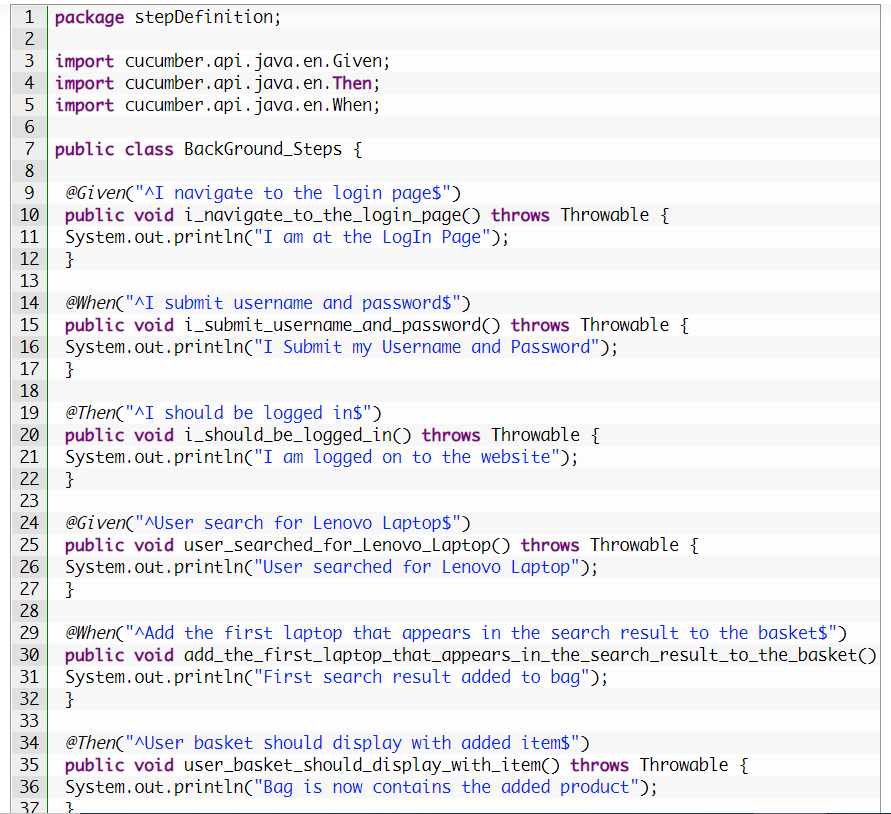 1 package stepDefinition;
2
3 import cucumber.api.java.en.Given;
4 import cucumber.api.java.en.Then;
5 import cucumber.api.java.en.When;
6
7 public class BackGround_Steps {
8
9 @Given("^I navigate to the login page$")
10 public void i_navigate_to_the_login_page() throws Throwable {
11 System.out.println("I am at the LogIn Page");
12 }
13
14 @When("^I submit username and password$")
15 public void i_submit_username_and_password() throws Throwable {
16 System.out.println("I Submit my Username and Password");
17 }
18
19 @Then("^I should be logged in$")
20 public void i_should_be_logged_in() throws Throwable {
21 System.out.println("I am logged on to the website");
22 }
23
24 @Given("^User search for Lenovo Laptop$")
25 public void user_searched_for_Lenovo_Laptop() throws Throwable {
26 System.out.println("User searched for Lenovo Laptop");
27 }
28
29 @When("^Add the first laptop that appears in the search result to the basket$")
30 public void add_the_first_laptop_that_appears_in_the_search_result_to_the_basket()
31 System.out.println("First search result added to bag");
32 }
33
34 @Then("^User basket should display with added item$")
35 public void user_basket_should_display_with_item() throws Throwable {
36 System.out.println("Bag is now contains the added product");
37 }